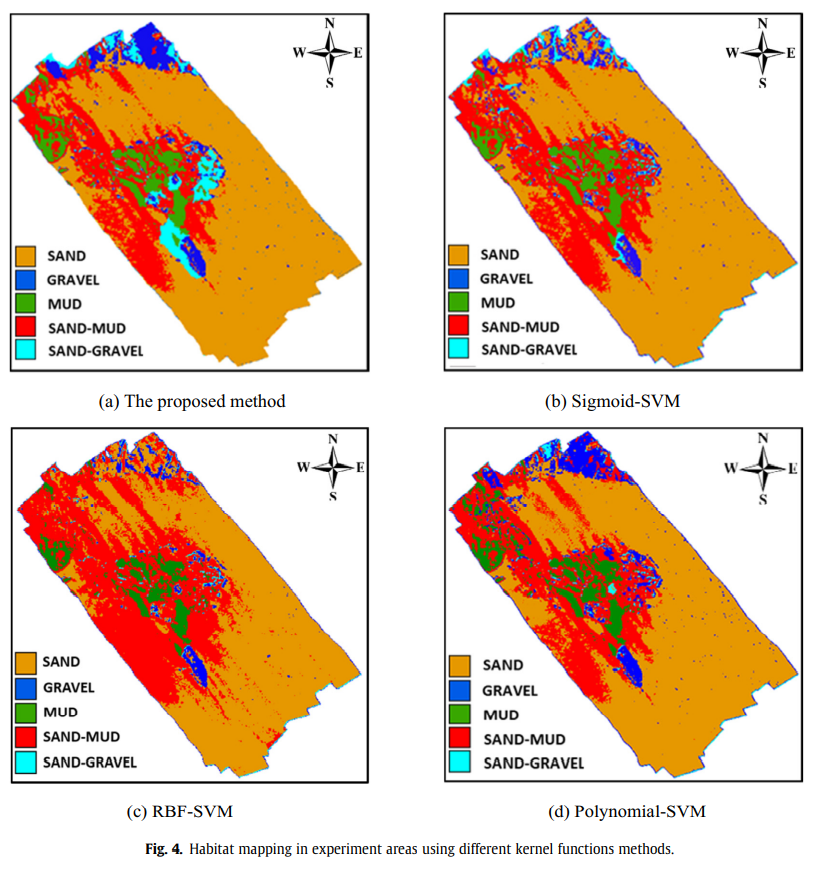 N
W E
S
SAND
GRAVEL
MUD
SAND-MUD
SAND-GRAVEL
(a) The proposed method
N
W E
S
SAND
GRAVEL
MUD
SAND-MUD
SAND-GRAVEL
(b) Sigmoid-SVM
N
W E
S
SAND
GRAVEL
MUD
SAND-MUD
SAND-GRAVEL
(c) RBF-SVM
N
W E
S
SAND
GRAVEL
MUD
SAND-MUD
SAND-GRAVEL
(d) Polynomial-SVM
Fig. 4. Habitat mapping in experiment areas using different kernel functions methods.